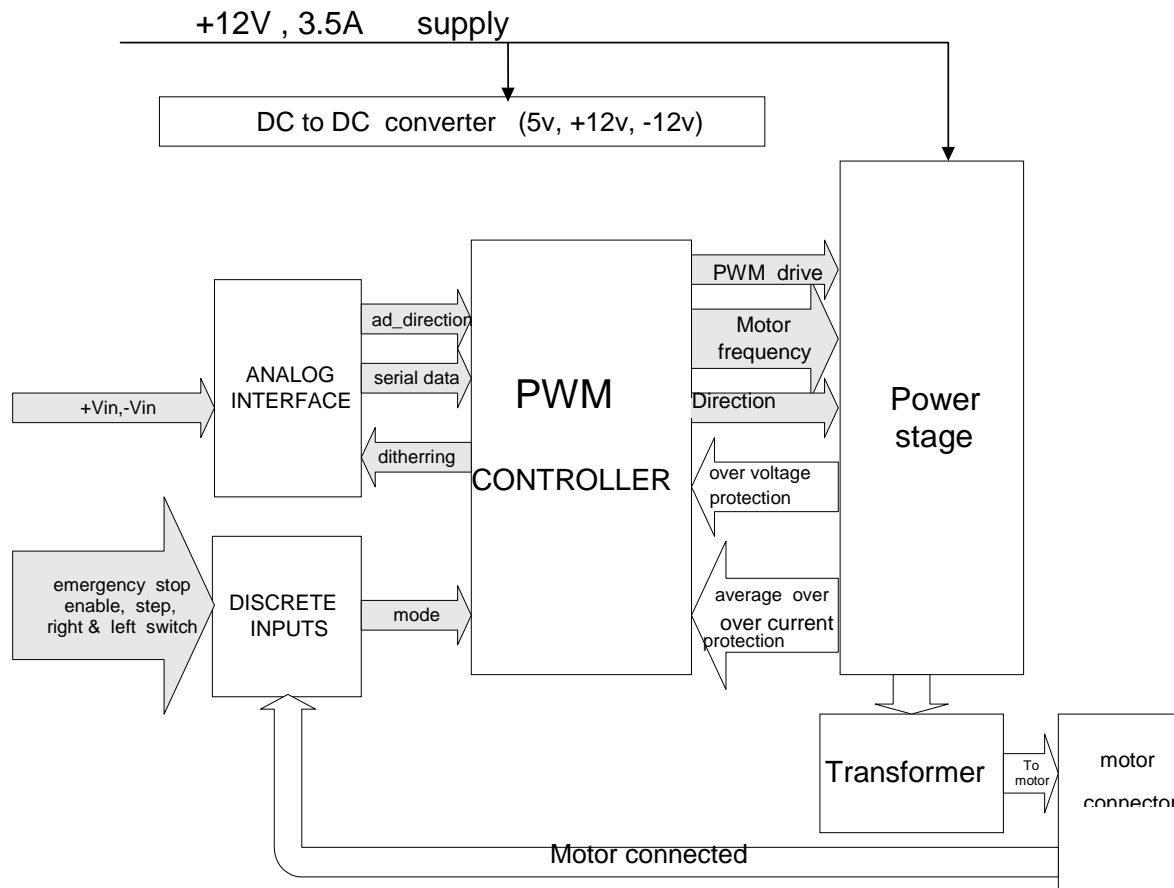 +12V , 3.5A supply
DC to DC converter (5v, +12v, -12v)
ANALOG
INTERFACE
+Vin,-Vin
ad_direction
serial data
ditherring
PWM
CONTROLLER
PWM drive
Motor
frequency
Direction
over voltage
protection
average over
over current
protection
Power
stage
emergency stop
enable, step,
right & left switch
DISCRETE
INPUTS
mode
Transformer
To
motor
motor
connector
Motor connected